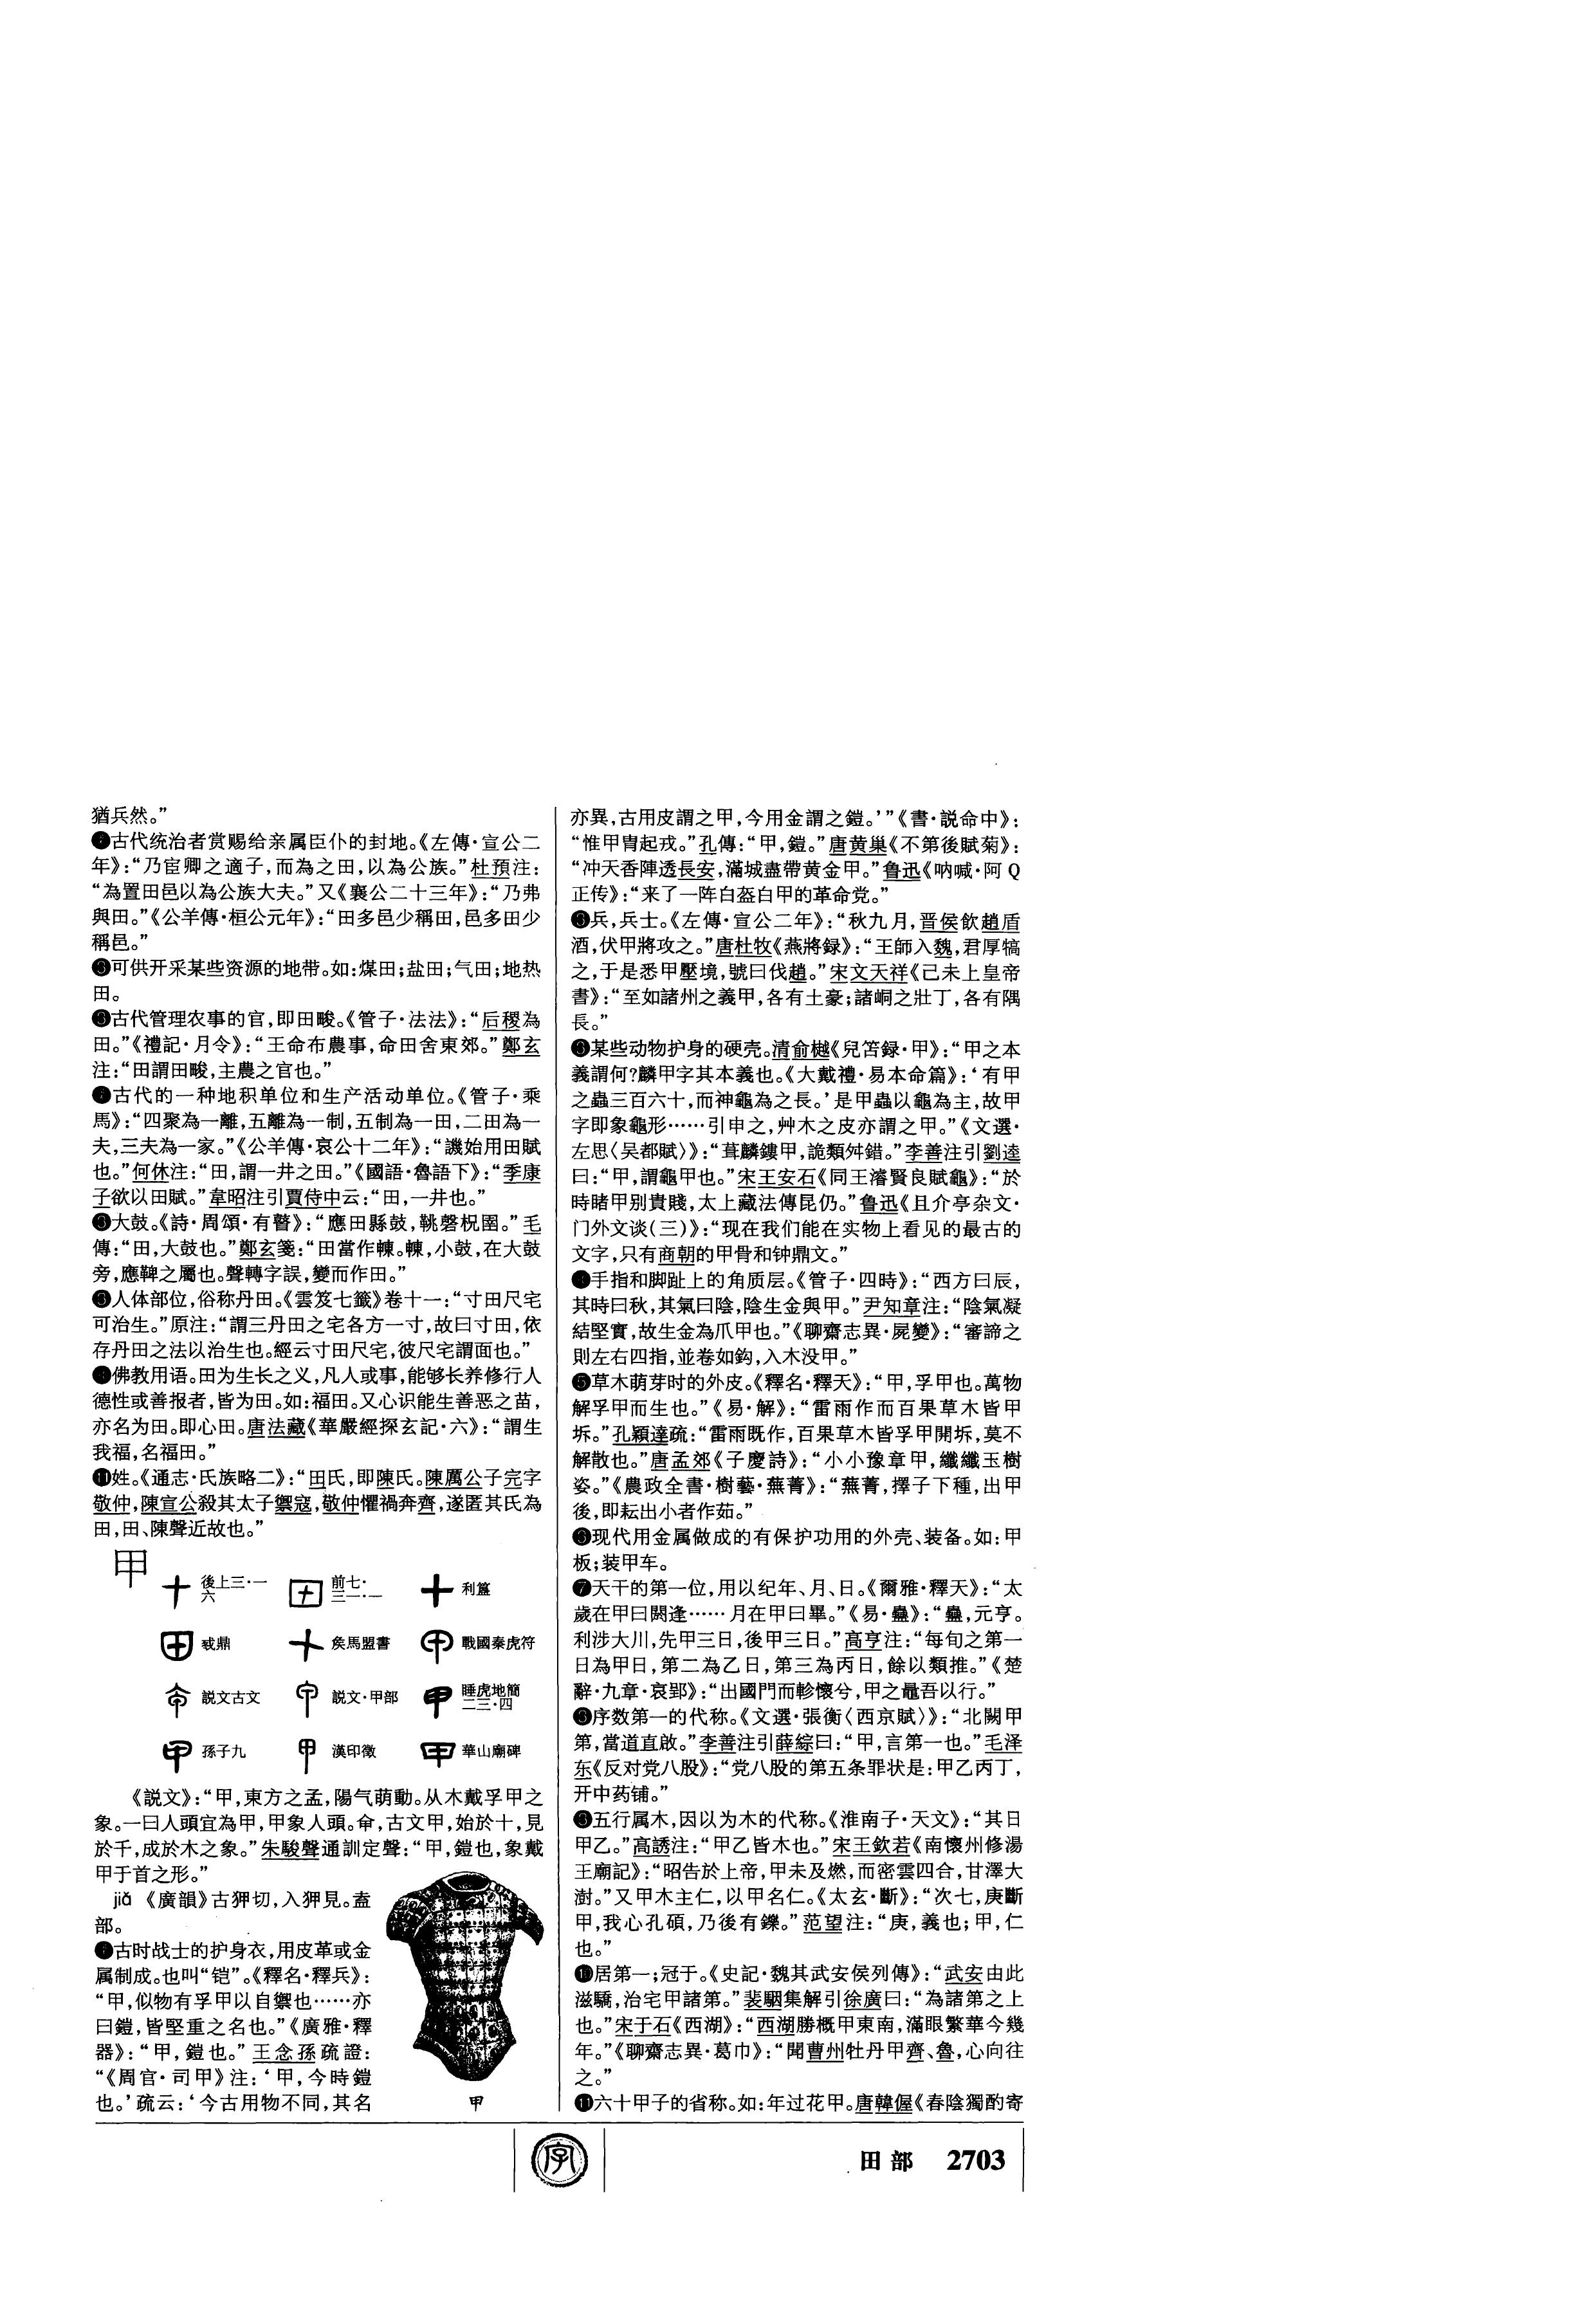 猶兵然。”
古代统治者赏赐给亲属臣仆的封地。《左傳·宣公二
年》：“乃宦卿之適子，而為之田，以為公族。”杜預注：
“為置田邑以為公族大夫。”又《襄公二十三年》：“乃弗
與田。”《公羊傳·桓公元年》：“田多邑少稱田，邑多田少
稱邑。”
可供开采某些资源的地带。如：煤田；盐田；气田；地热
田。
古代管理农事的官，即田畯。《管子·法法》：“后稷為
田。”《禮記·月令》：“王命布農事，命田舍東郊。”鄭玄
注：“田謂田畯，主農之官也。”
古代的一种地积单位和生产活动单位。《管子·乘
馬》：“四聚為一離，五離為一制，五制為一田，二田為一
夫，三夫為一家。”《公羊傳·哀公十二年》：“譏始用田賦
也。”何休注：“田，謂一井之田。”《國語·魯語下》：“季康
子欲以田賦。”韋昭注引賈侍中云：“田，一井也。”
大鼓。《詩·周頌·有瞽》：“應田縣鼓，鞉磬柷圉。”毛
傳：“田，大鼓也。”鄭玄箋：“田當作朄。朄，小鼓，在大鼓
旁，應鞞之屬也。聲轉字誤，變而作田。”
人体部位，俗称丹田。《雲笈七籤》卷十一：“寸田尺宅
可治生。”原注：“謂三丹田之宅各方一寸，故曰寸田，依
存丹田之法以治生也。經云寸田尺宅，彼尺宅謂面也。”
佛教用语。田为生长之义，凡人或事，能够长养修行人
德性或善报者，皆为田。如：福田。又心识能生善恶之苗，
亦名为田。即心田。唐法藏《華嚴經探玄記·六》：“謂生
我福，名福田。”
⓫姓。《通志·氏族略二》：“田氏，即陳氏。陳厲公子完字
敬仲，陳宣公殺其太子禦寇，敬仲懼禍奔齊，遂匿其氏為
田，田、陳聲近故也。”
甲
後上三·一六 前七·三一·一 利簋
𢦏鼎 矦馬盟書 戰國秦虎符
説文古文 説文·甲部 睡虎地簡二三·四
孫子九 漢印徵 華山廟碑
《説文》：“甲，東方之孟，陽气萌動。从木戴孚甲之
象。一曰人頭宜為甲，甲象人頭。命，古文甲，始於十，見
於千，成於木之象。”朱駿聲通訓定聲：“甲，鎧也，象戴
甲于首之形。”
jiǎ 《廣韻》古狎切，入狎見。盍
部。
古时战士的护身衣，用皮革或金
属制成。也叫“铠”。《釋名·釋兵》：
“甲，似物有孚甲以自禦也……亦
曰鎧，皆堅重之名也。”《廣雅·釋
器》：“甲，鎧也。”王念孫疏證：
“《周官·司甲》注：‘甲，今時鎧
也。’疏云：‘今古用物不同，其名
甲
亦異，古用皮謂之甲，今用金謂之鎧。’”《書·説命中》：
“惟甲胄起戎。”孔傳：“甲，鎧。”唐黄巢《不第後賦菊》：
“冲天香陣透長安，滿城盡帶黄金甲。”鲁迅《呐喊·阿Q
正传》：“来了一阵白盔白甲的革命党。”
兵，兵士。《左傳·宣公二年》：“秋九月，晋侯飲趙盾
酒，伏甲將攻之。”唐杜牧《燕將録》：“王師入魏，君厚犒
之，于是悉甲壓境，號曰伐趙。”宋文天祥《己未上皇帝
書》：“至如諸州之義甲，各有土豪；諸峒之壯丁，各有隅
長。”
某些动物护身的硬壳。清俞樾《兒笘録·甲》：“甲之本
義謂何？麟甲字其本義也。《大戴禮·易本命篇》：‘有甲
之蟲三百六十，而神龜為之長。’是甲蟲以龜為主，故甲
字即象龜形……引申之，艸木之皮亦謂之甲。”《文選·
左思〈吴都賦〉》：“葺麟鏤甲，詭類舛錯。”李善注引劉逵
曰：“甲，謂龜甲也。”宋王安石《同王濬賢良賦龜》：“於
時睹甲别貴賤，太上藏法傳昆仍。”鲁迅《且介亭杂文·
门外文谈（三）》：“现在我们能在实物上看见的最古的
文字，只有商朝的甲骨和钟鼎文。”
手指和脚趾上的角质层。《管子·四時》：“西方曰辰，
其時曰秋，其氣曰陰，陰生金與甲。”尹知章注：“陰氣凝
結堅實，故生金為爪甲也。”《聊齋志異·屍變》：“審諦之
則左右四指，並卷如鈎，入木没甲。”
❺草木萌芽时的外皮。《釋名·釋天》：“甲，孚甲也。萬物
解孚甲而生也。”《易·解》：“雷雨作而百果草木皆甲
坼。”孔穎達疏：“雷雨既作，百果草木皆孚甲開坼，莫不
解散也。”唐孟郊《子慶詩》：“小小豫章甲，纖纖玉樹
姿。”《農政全書·樹藝·蕪菁》：“蕪菁，擇子下種，出甲
後，即耘出小者作茹。”
现代用金属做成的有保护功用的外壳、装备。如：甲
板；装甲车。
❼天干的第一位，用以纪年、月、日。《爾雅·釋天》：“太
歲在甲曰閼逢……月在甲曰畢。”《易·蠱》：“蠱，元亨。
利涉大川，先甲三日，後甲三日。”高亨注：“每旬之第一
日為甲日，第二為乙日，第三為丙日，餘以類推。”《楚
辭·九章·哀郢》：“出國門而軫懷兮，甲之鼂吾以行。”
序数第一的代称。《文選·張衡〈西京賦〉》：“北闕甲
第，當道直啟。”李善注引薛綜曰：“甲，言第一也。”毛泽
东《反对党八股》：“党八股的第五条罪状是：甲乙丙丁，
开中药铺。”
五行属木，因以为木的代称。《淮南子·天文》：“其日
甲乙。”高誘注：“甲乙皆木也。”宋王欽若《南懷州修湯
王廟記》：“昭告於上帝，甲未及燃，而密雲四合，甘澤大
澍。”又甲木主仁，以甲名仁。《太玄·斷》：“次七，庚斷
甲，我心孔碩，乃後有鑠。”范望注：“庚，義也；甲，仁
也。”
❿居第一；冠于。《史記·魏其武安侯列傳》：“武安由此
滋驕，治宅甲諸第。”裴駰集解引徐廣曰：“為諸第之上
也。”宋于石《西湖》：“西湖勝概甲東南，滿眼繁華今幾
年。”《聊齋志異·葛巾》：“聞曹州牡丹甲齊、魯，心向往
之。”
⓫六十甲子的省称。如：年过花甲。唐韓偓《春陰獨酌寄
字
田部 2703